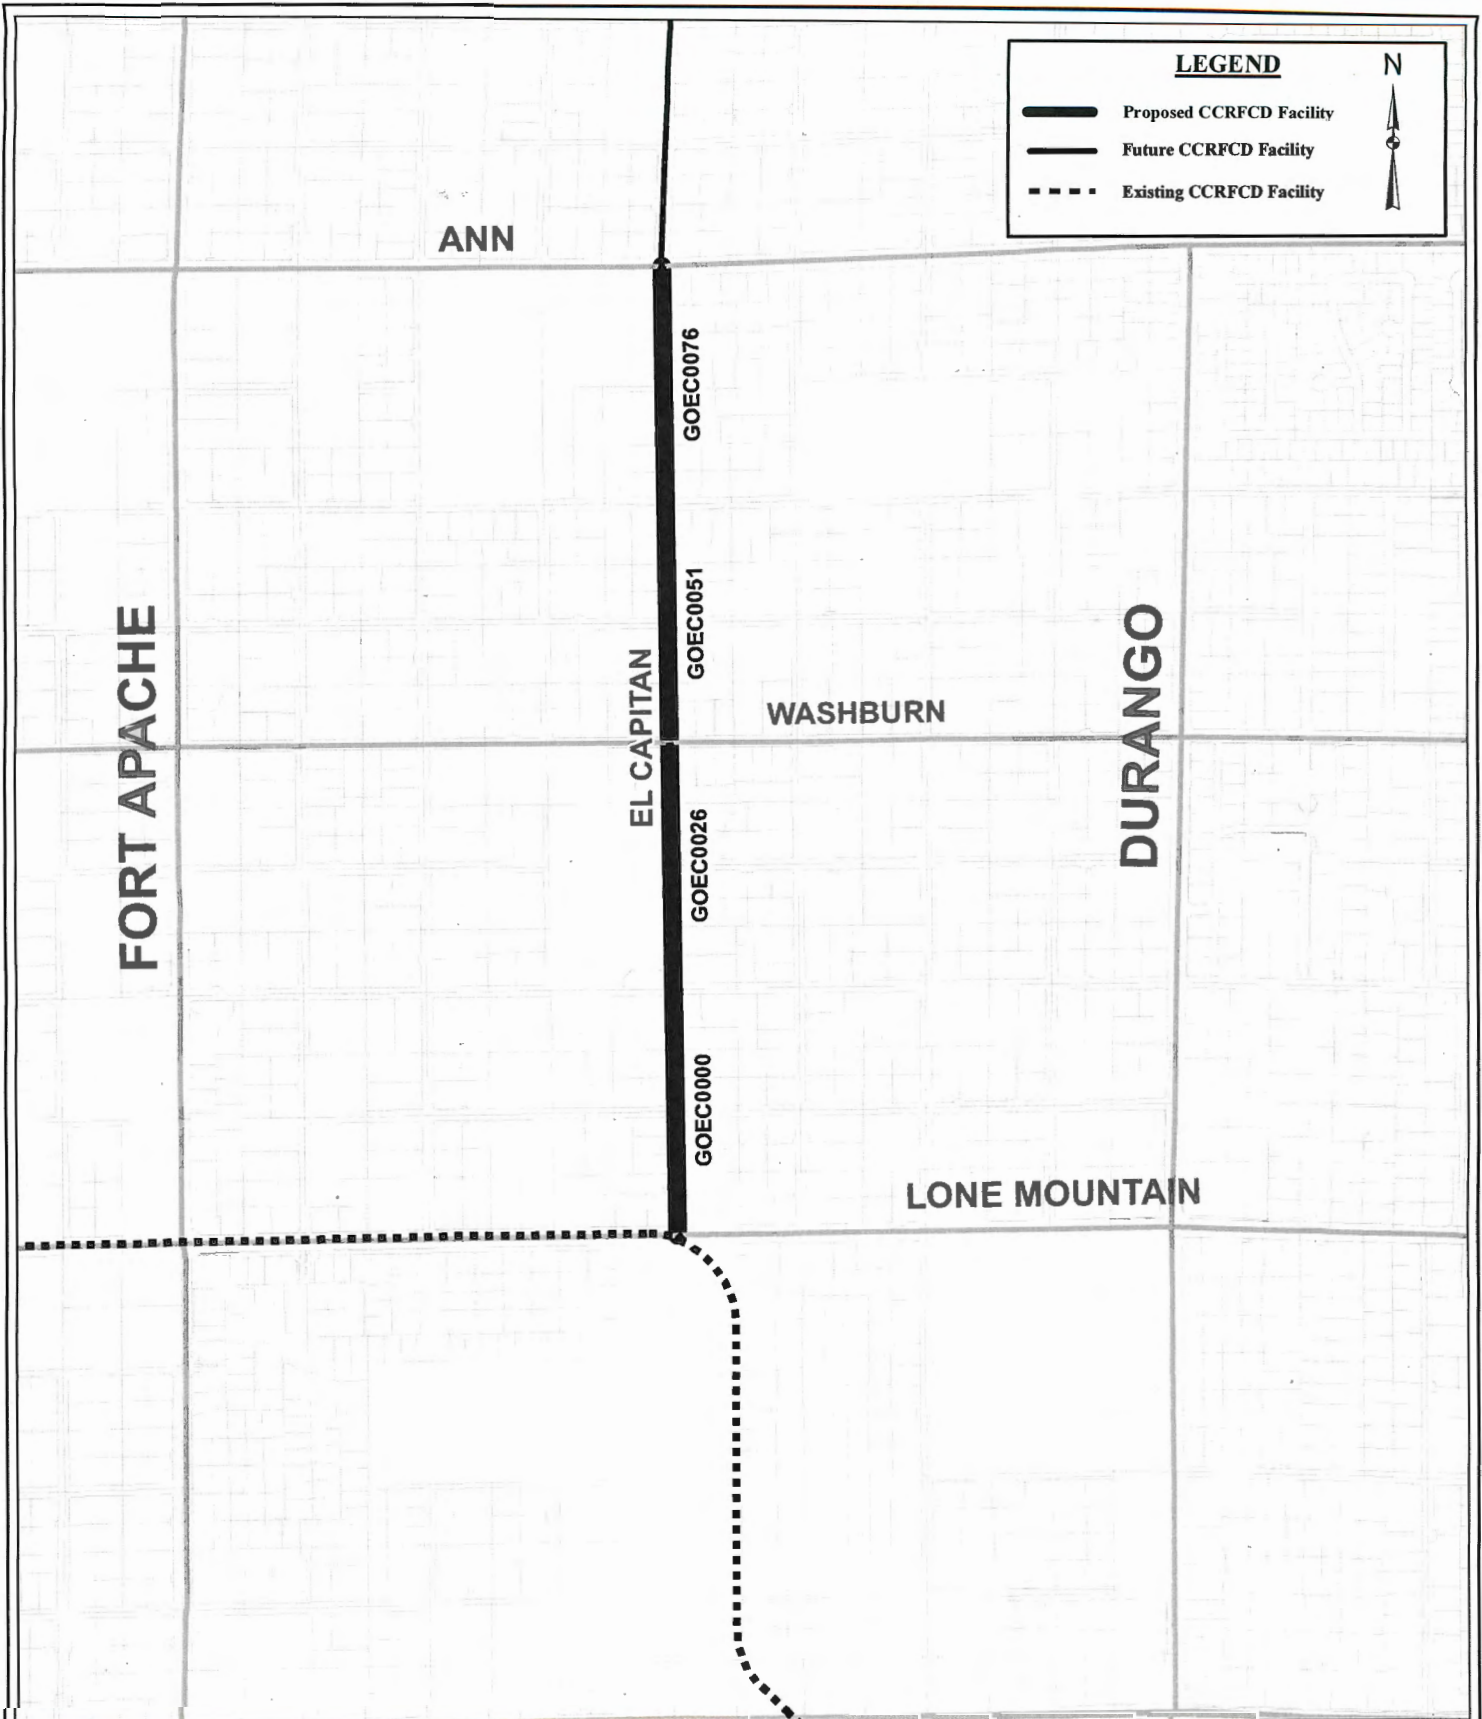 LEGEND
N
Proposed CCRFCD Facility
Future CCRFCD Facility
Existing CCRFCD Facility
ANN
GOEC0076
GOEC0051
FORT APACHE
EL CAPITAN
WASHBURN
DURANGO
GOEC0026
GOEC0000
LONE MOUNTAIN